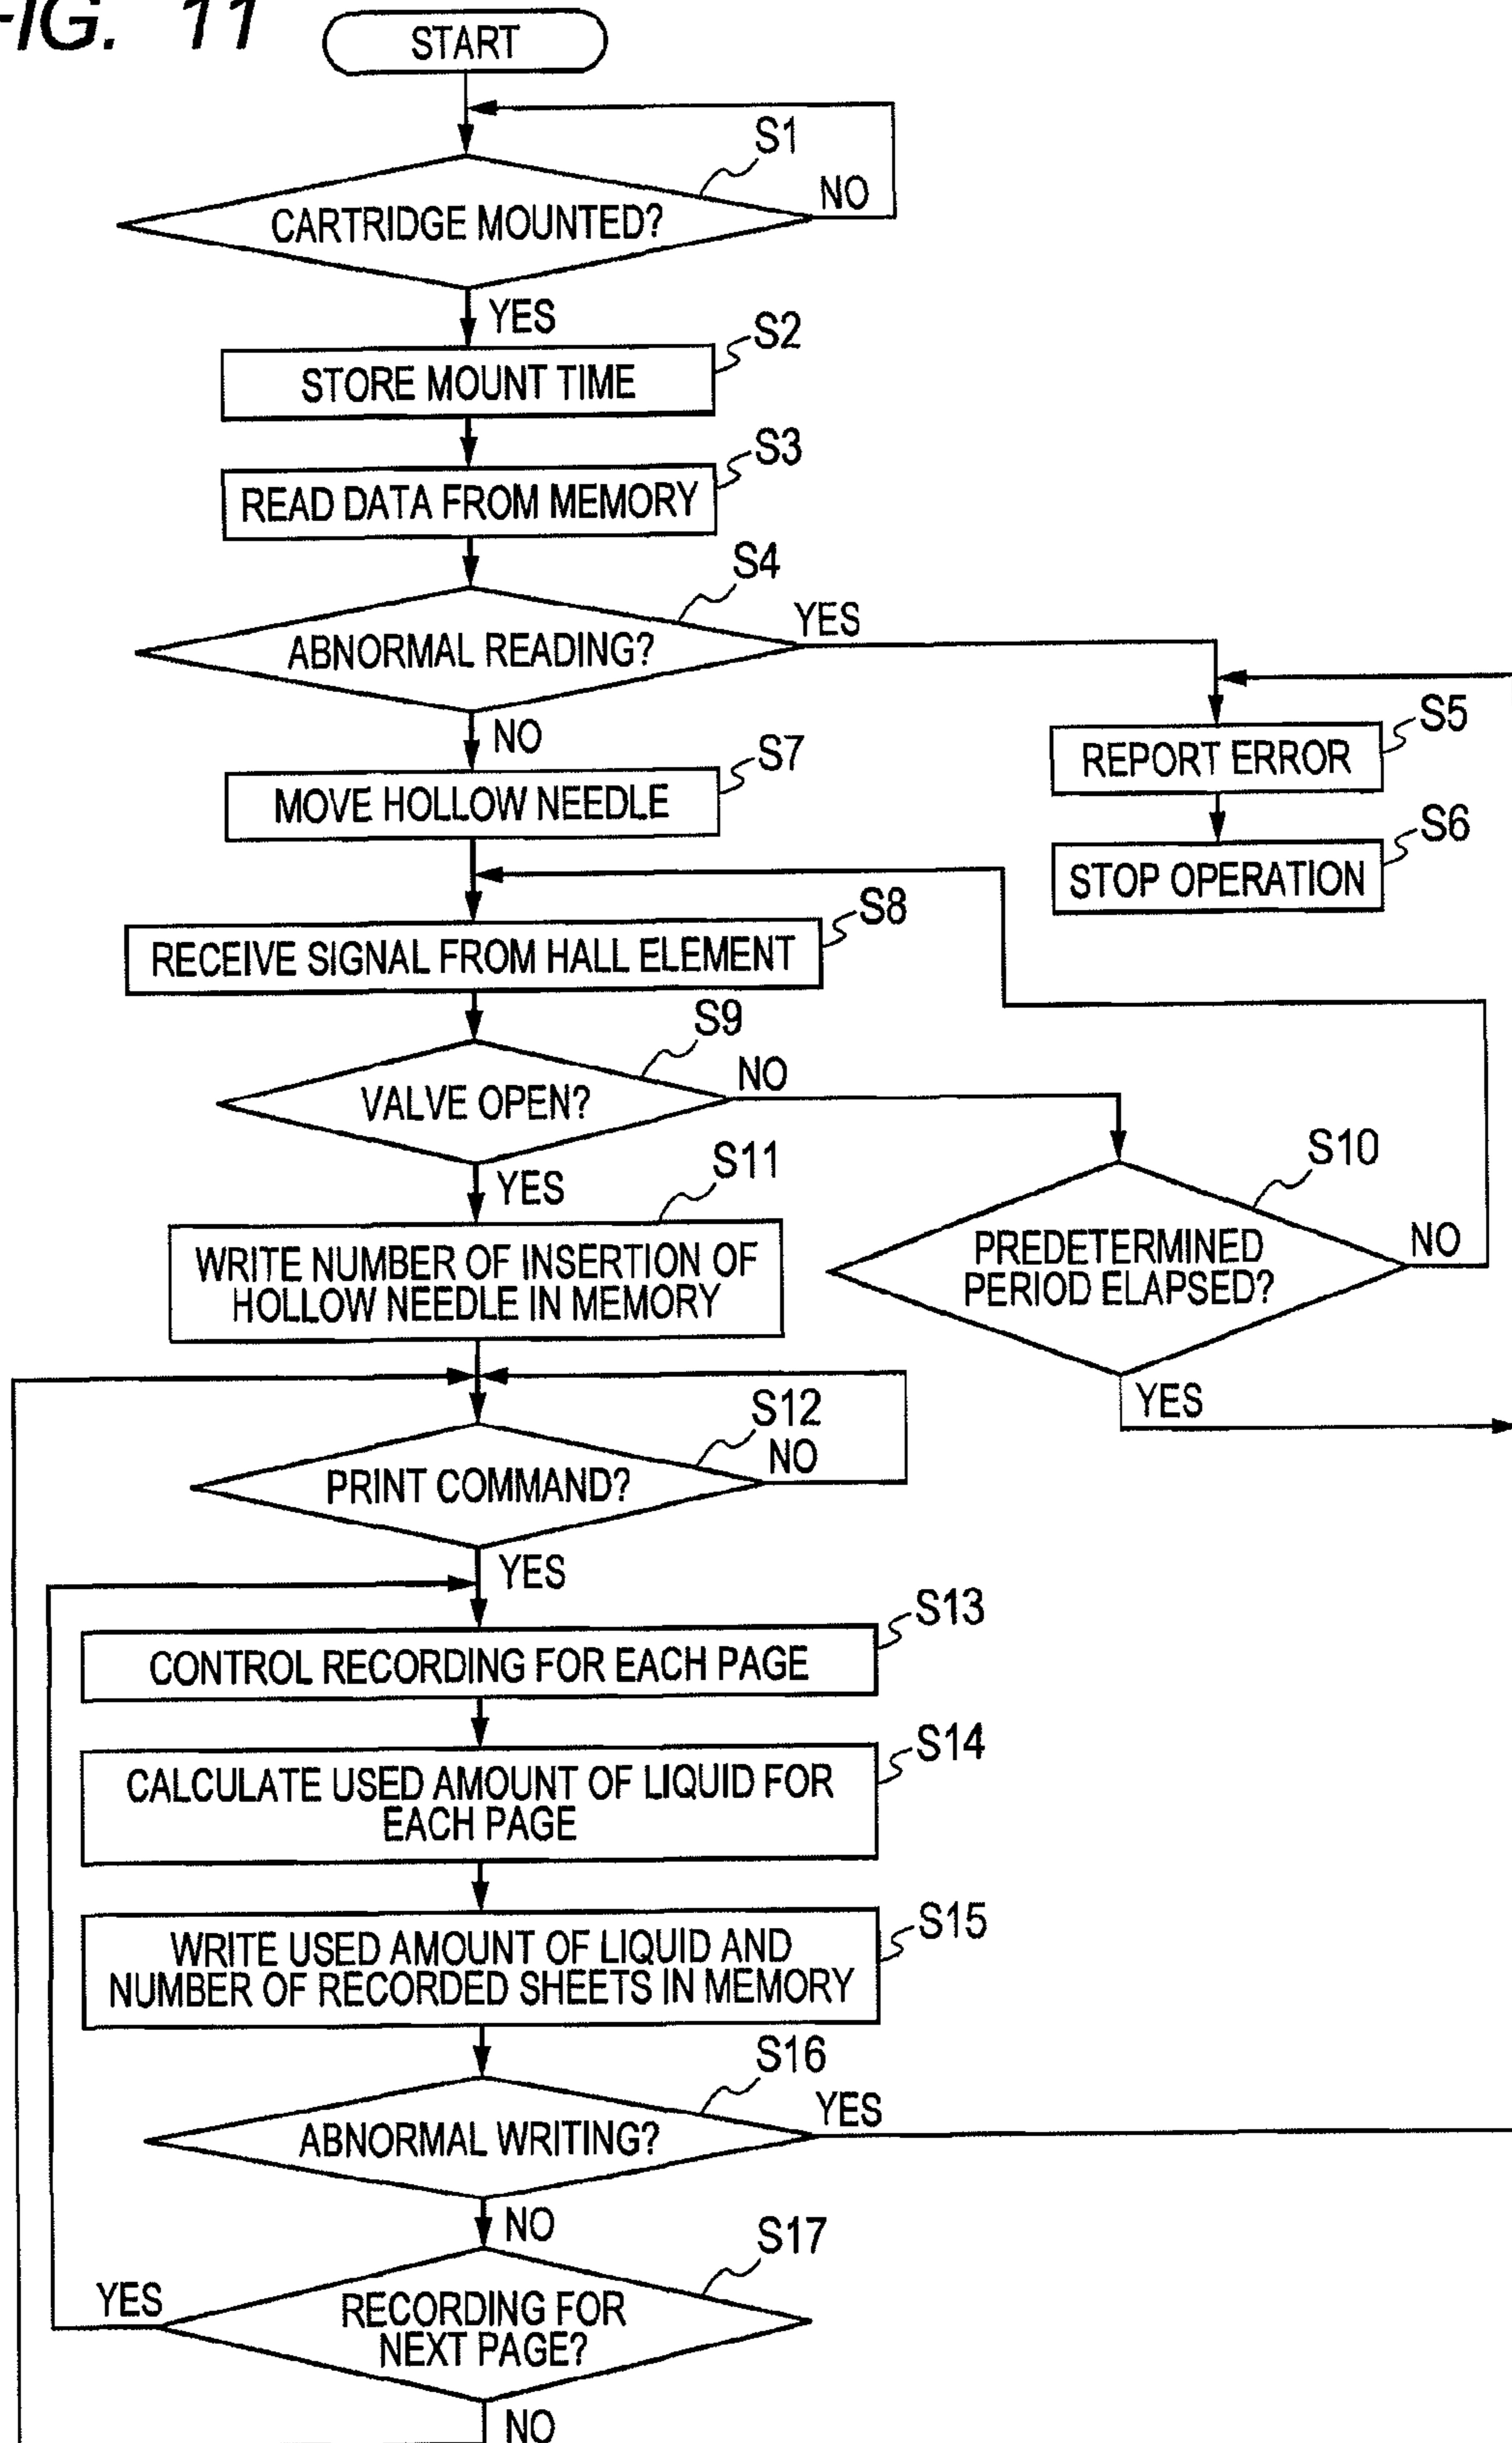 FIG. 11
START
S1
NO
CARTRIDGE MOUNTED?
YES
S2
STORE MOUNT TIME
S3
READ DATA FROM MEMORY
S4
YES
ABNORMAL READING?
NO
S5
REPORT ERROR
S6
STOP OPERATION
S7
MOVE HOLLOW NEEDLE
S8
RECEIVE SIGNAL FROM HALL ELEMENT
S9
NO
VALVE OPEN?
YES
S10
PREDETERMINED
PERIOD ELAPSED?
NO
YES
S11
WRITE NUMBER OF INSERTION OF
HOLLOW NEEDLE IN MEMORY
S12
NO
PRINT COMMAND?
YES
S13
CONTROL RECORDING FOR EACH PAGE
S14
CALCULATE USED AMOUNT OF LIQUID FOR
EACH PAGE
S15
WRITE USED AMOUNT OF LIQUID AND
NUMBER OF RECORDED SHEETS IN MEMORY
S16
YES
ABNORMAL WRITING?
NO
S17
YES
RECORDING FOR
NEXT PAGE?
NO